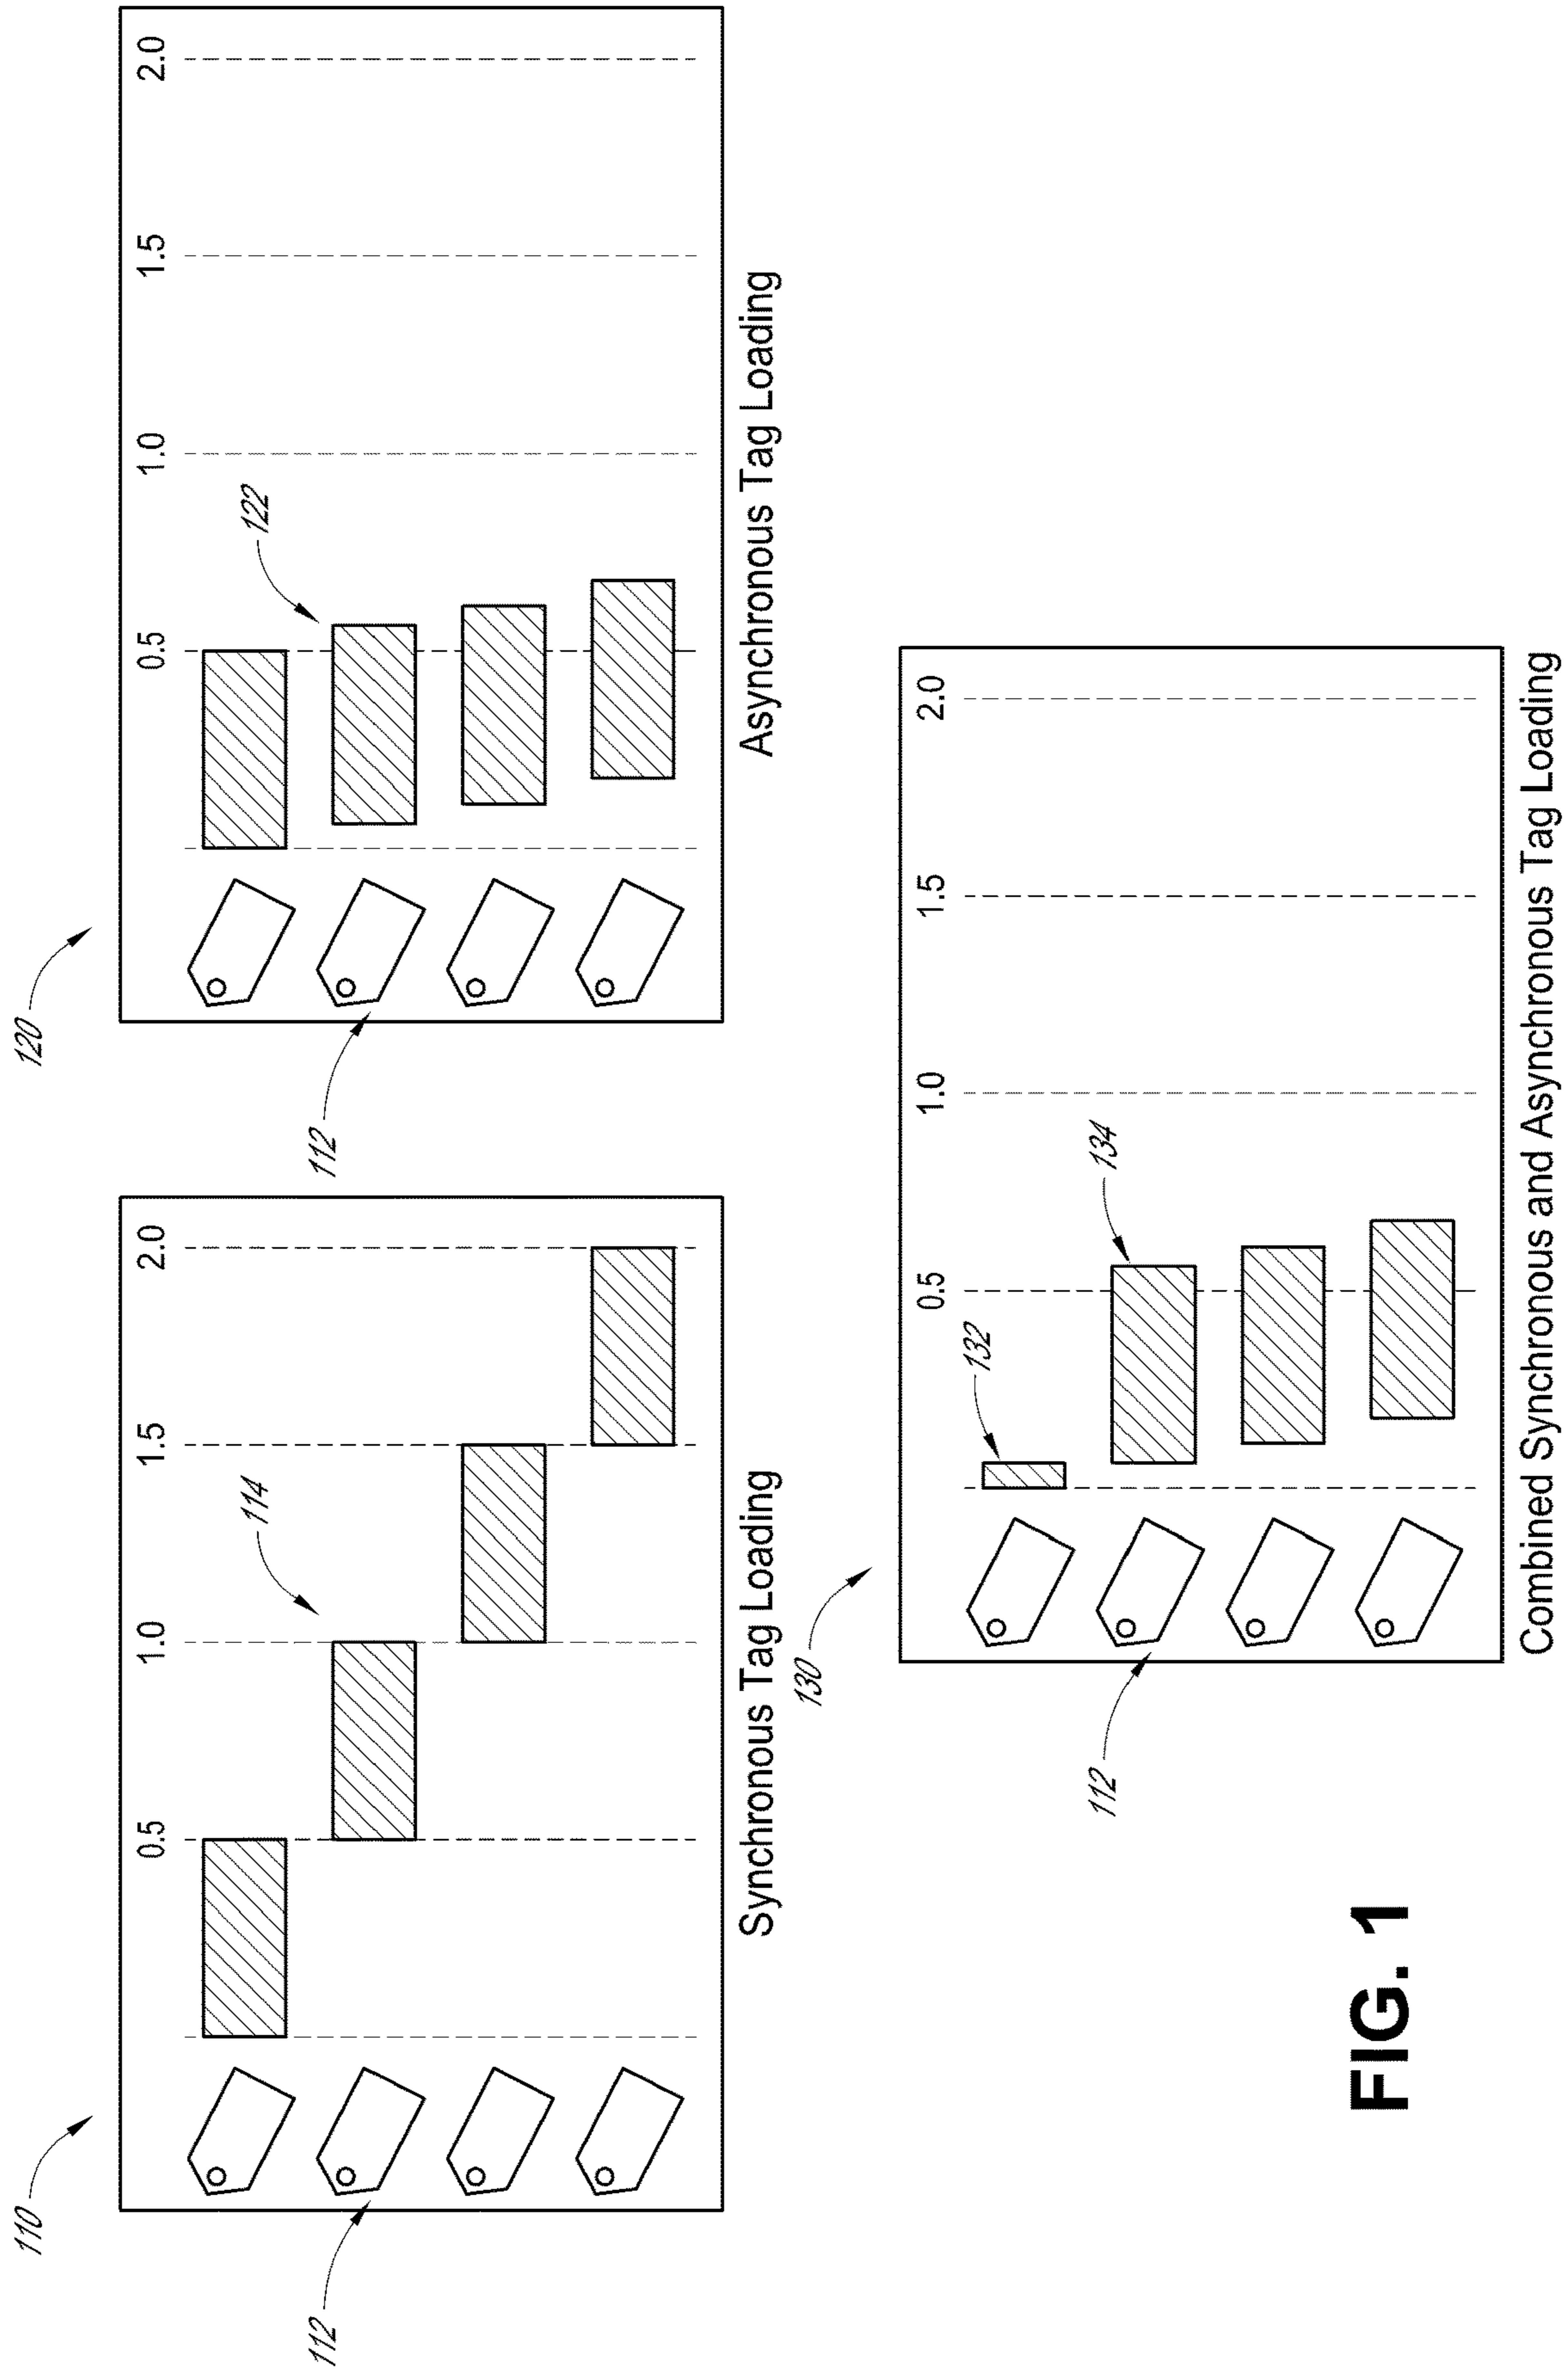 110
120
0.5 1.0 1.5 2.0
0.5 1.0 1.5 2.0
114
122
112
112
Synchronous Tag Loading
Asynchronous Tag Loading
130
0.5 1.0 1.5 2.0
132
134
112
Combined Synchronous and Asynchronous Tag Loading
FIG. 1